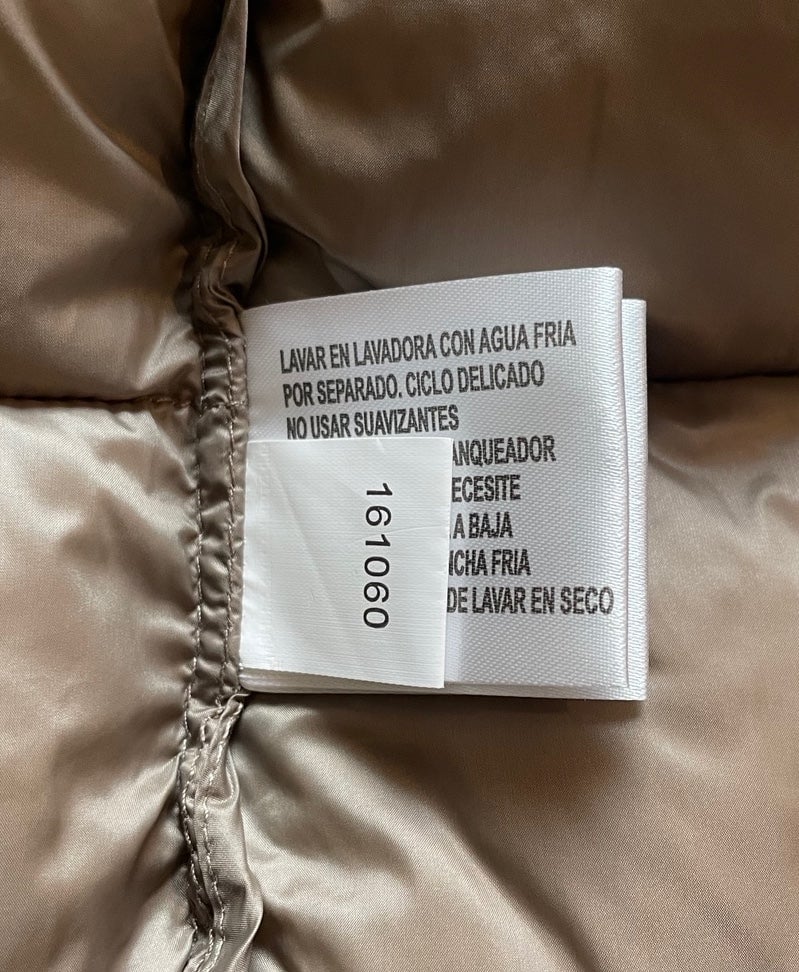 LAVAR EN LAVADORA CON AGUA FRIA
POR SEPARADO. CICLO DELICADO
NO USAR SUAVIZANTES
ANQUEADOR
ECESITE
A BAJA
NCHA FRIA
DE LAVAR EN SECO
161060